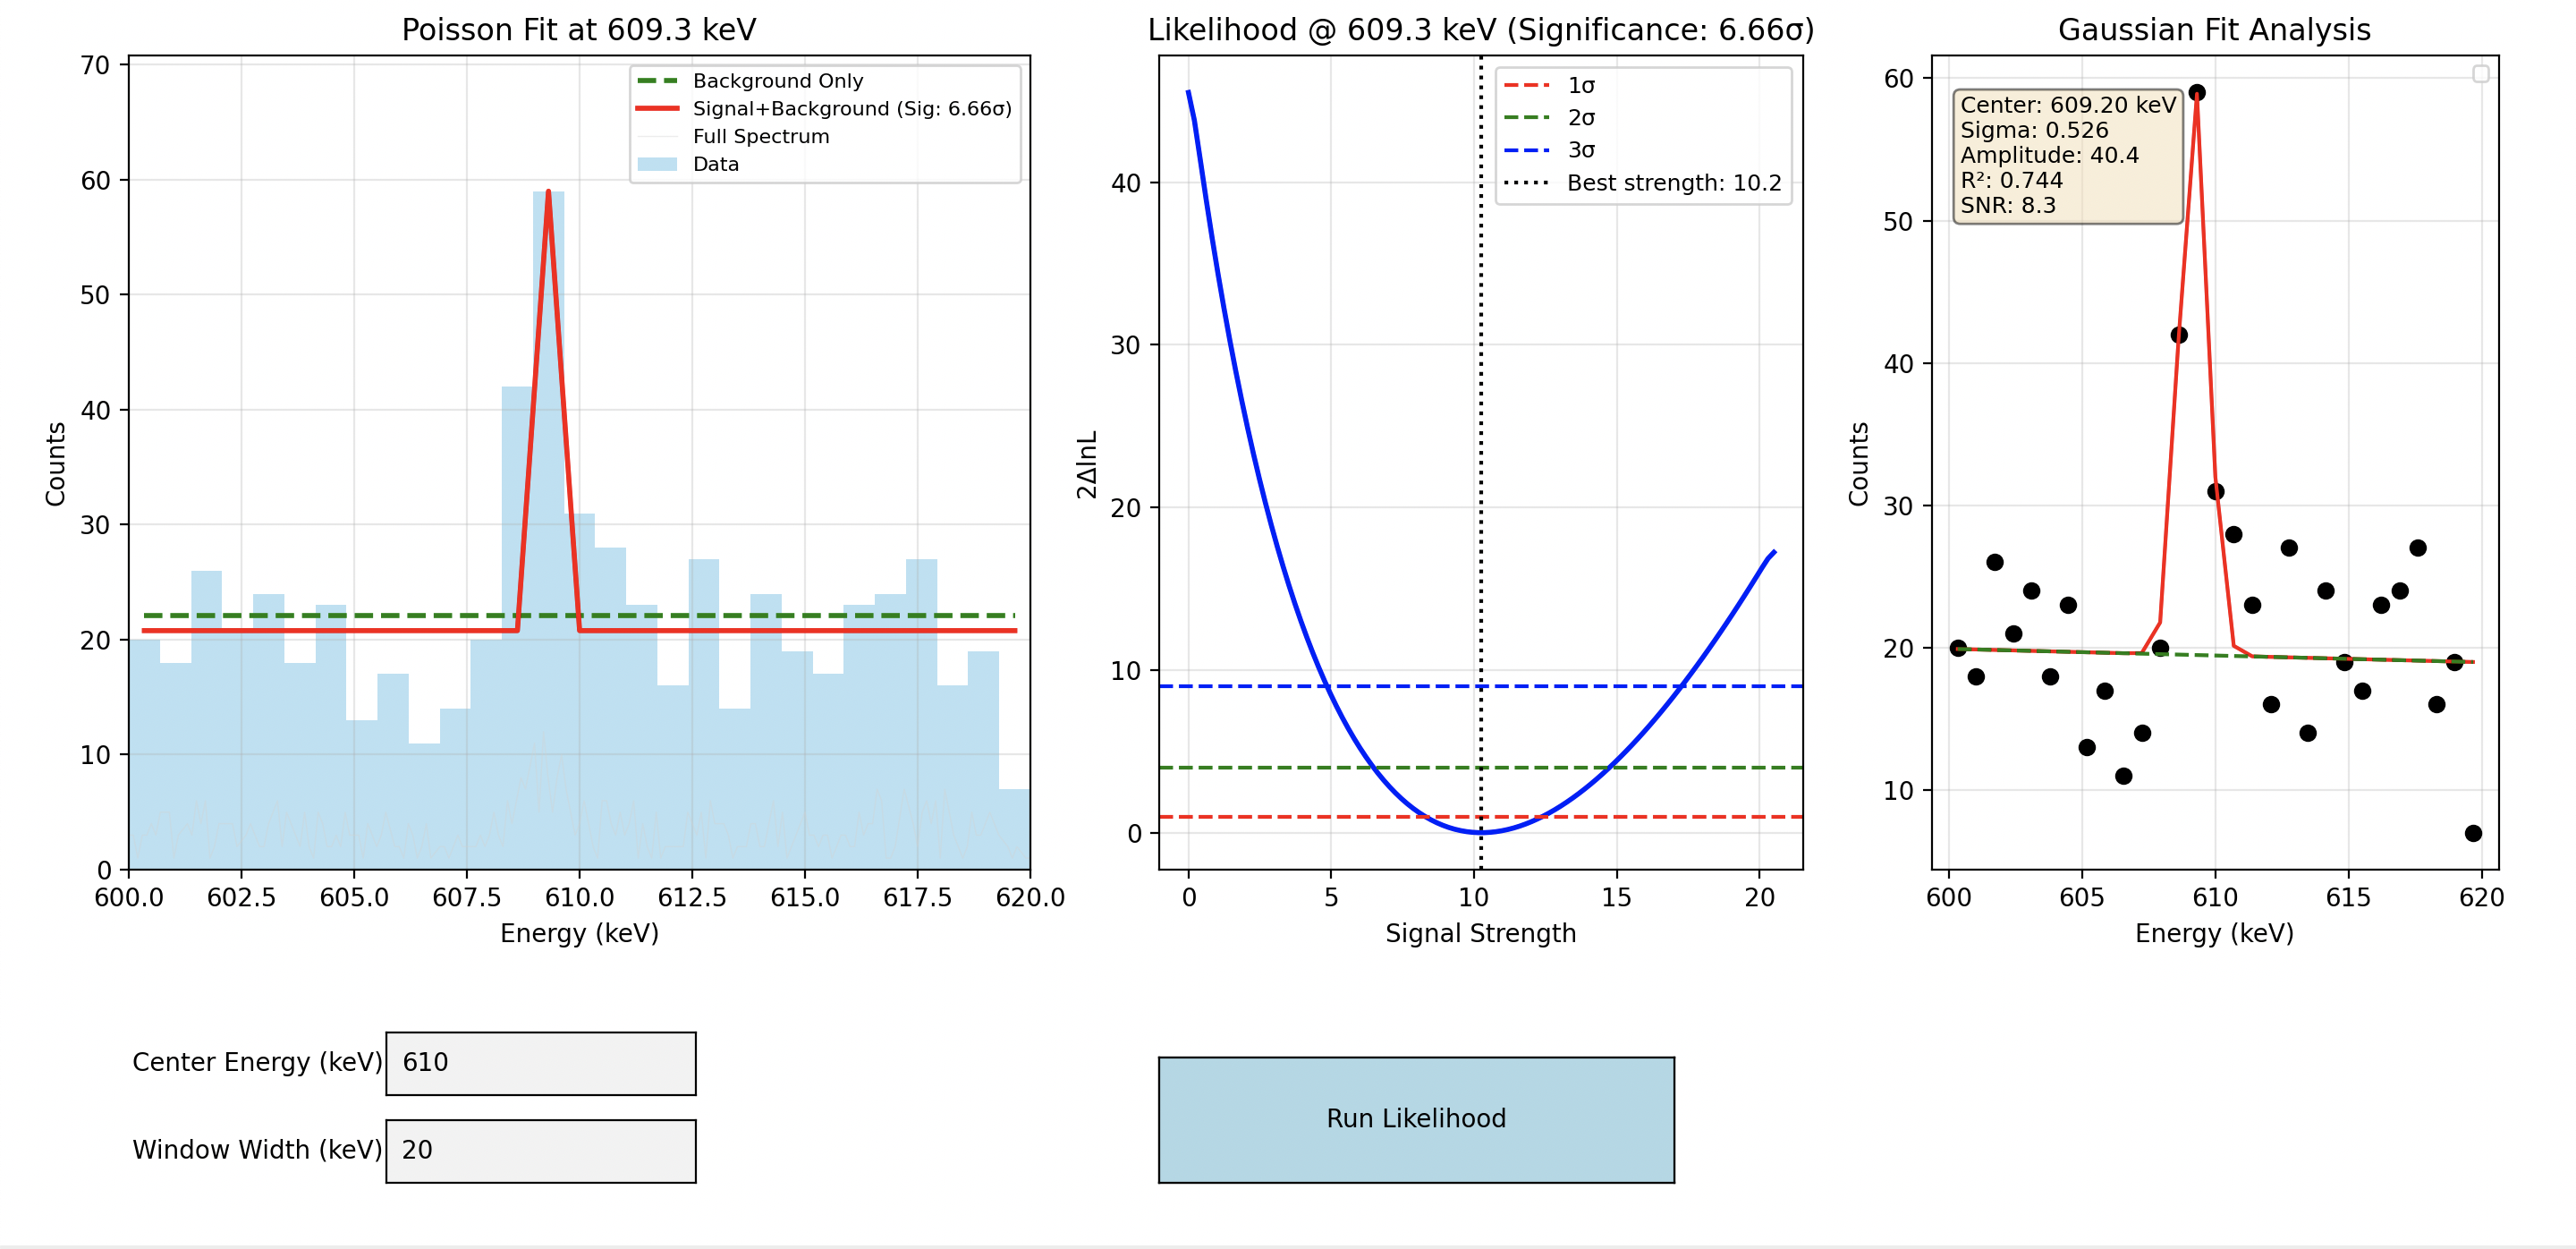 Poisson Fit at 609.3 keV
70
60
50
40
30
20
10
0
Counts
Background Only
Signal+Background (Sig: 6.66σ)
Full Spectrum
Data
600.0 602.5 605.0 607.5 610.0 612.5 615.0 617.5 620.0
Energy (keV)
Likelihood @ 609.3 keV (Significance: 6.66σ)
40
30
20
10
0
2ΔlnL
1σ
2σ
3σ
Best strength: 10.2
0 5 10 15 20
Signal Strength
Gaussian Fit Analysis
60
50
40
30
20
10
Counts
Center: 609.20 keV
Sigma: 0.526
Amplitude: 40.4
R²: 0.744
SNR: 8.3
600 605 610 615 620
Energy (keV)
Center Energy (keV) 610
Window Width (keV) 20
Run Likelihood